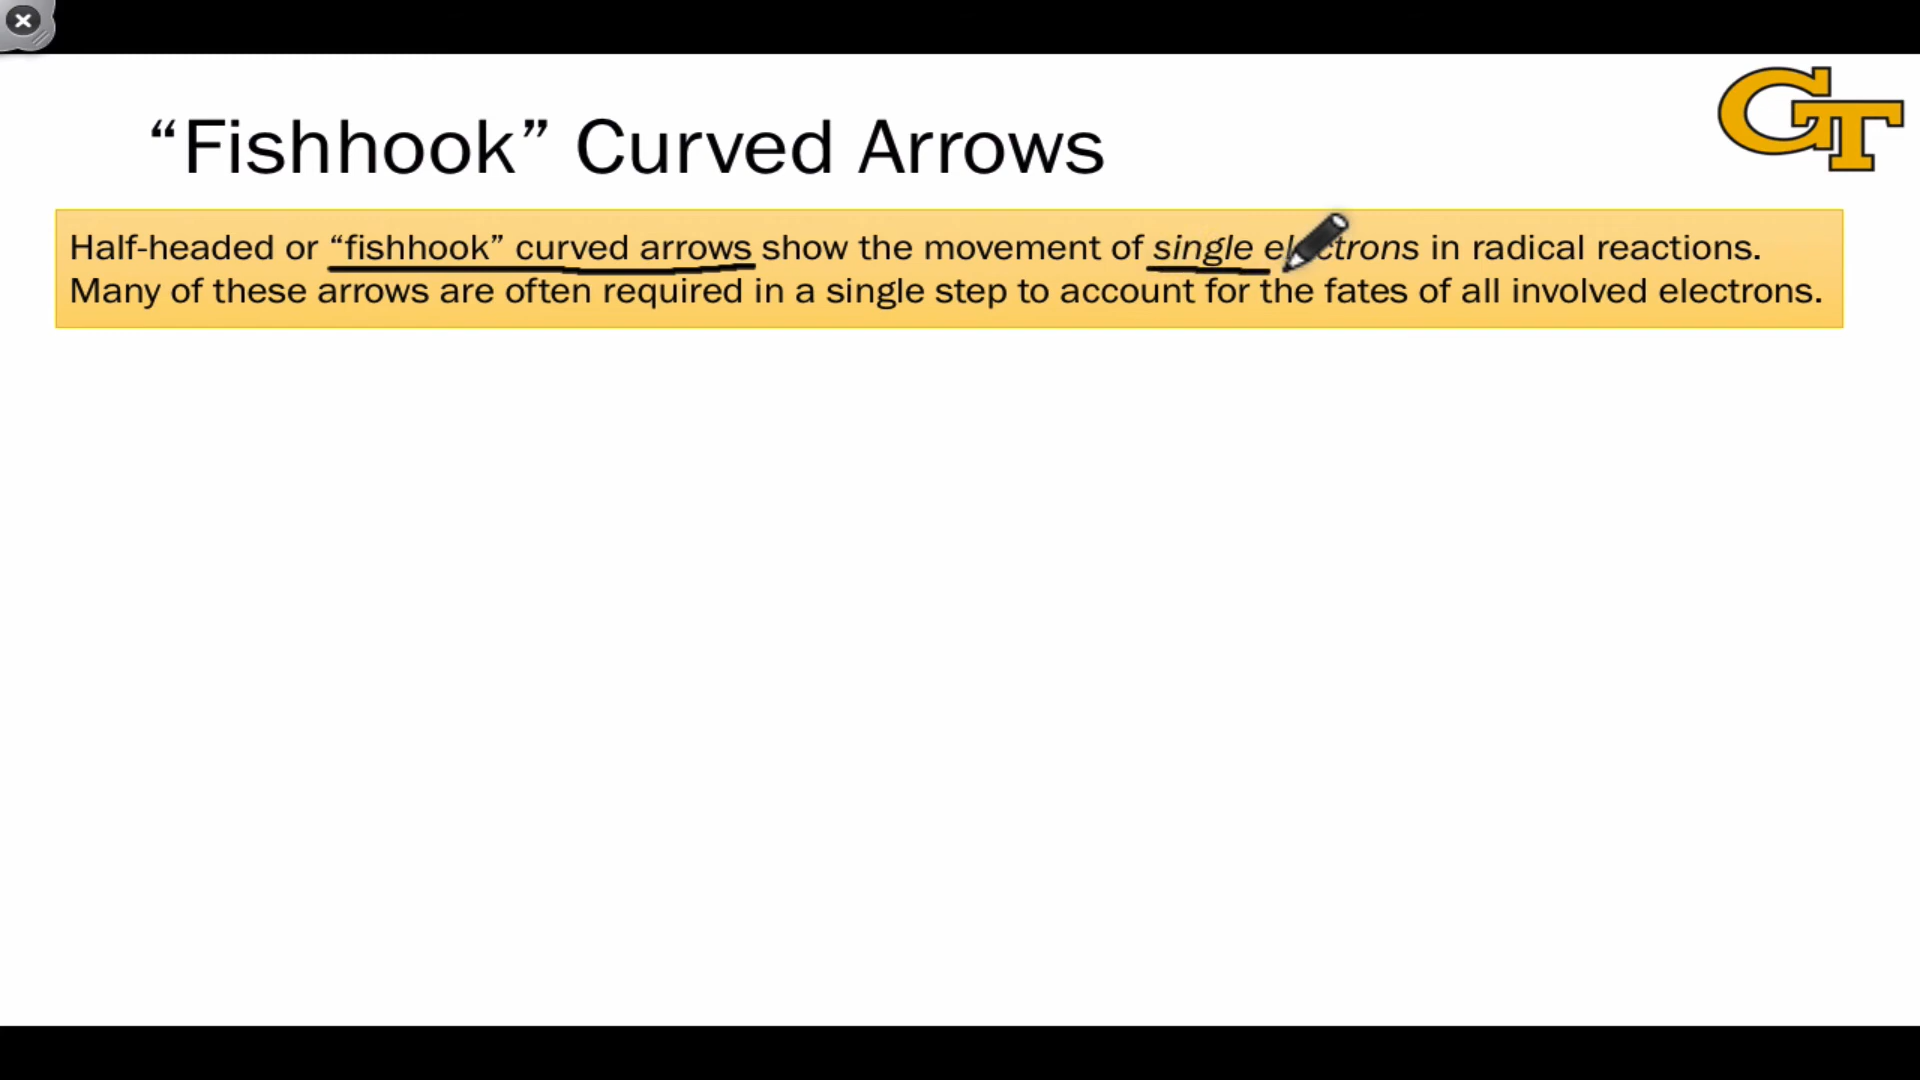 “Fishhook” Curved Arrows
GT
Half-headed or “fishhook” curved arrows show the movement of single electrons in radical reactions.
Many of these arrows are often required in a single step to account for the fates of all involved electrons.